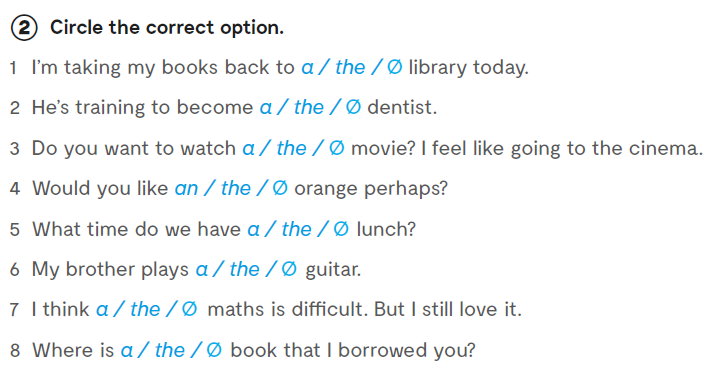 2 Circle the correct option.
1 I'm taking my books back to a / the / Ø library today.
2 He's training to become a / the / Ø dentist.
3 Do you want to watch a / the / Ø movie? I feel like going to the cinema.
4 Would you like an / the / Ø orange perhaps?
5 What time do we have a / the / Ø lunch?
6 My brother plays a / the / Ø guitar.
7 I think a / the / Ø maths is difficult. But I still love it.
8 Where is a / the / Ø book that I borrowed you?